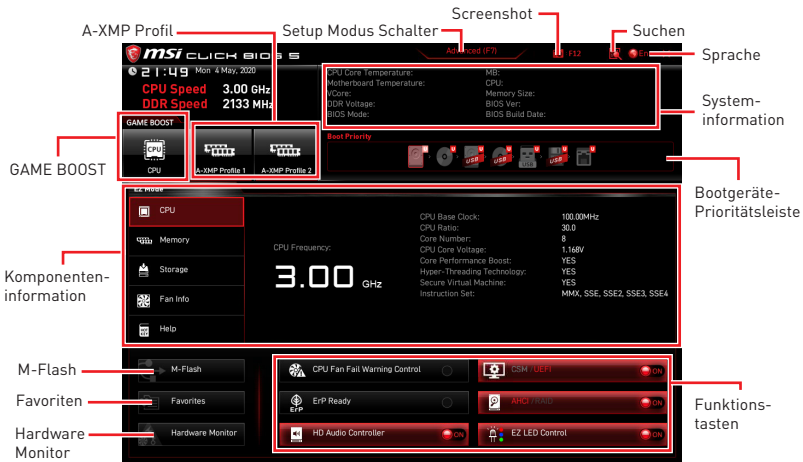 Screenshot
A-XMP Profil
Setup Modus Schalter
Suchen
msi CLICK BIOS 5
Advanced (F7)
F12
Sprache
21:49 Mon 4 May, 2020
CPU Speed 3.00 GHz
DDR Speed 2133 MHz
CPU Core Temperature:
Motherboard Temperature:
VCore:
DDR Voltage:
BIOS Mode:
MB:
CPU:
Memory Size:
BIOS Ver:
BIOS Build Date:
System-
information
GAME BOOST
CPU
A-XMP Profile 1
A-XMP Profile 2
Boot Priority
U U U U U U U
USB USB USB USB
GAME BOOST
Bootgeräte-
Prioritätsleiste
EZ Mode
CPU
Memory
Storage
Fan Info
Help
CPU Frequency:
3.00 GHz
CPU Base Clock: 100.00MHz
CPU Ratio: 30.0
Core Number: 8
CPU Core Voltage: 1.168V
Core Performance Boost: YES
Hyper-Threading Technology: YES
Secure Virtual Machine: YES
Instruction Set: MMX, SSE, SSE2, SSE3, SSE4
Komponenten-
information
M-Flash
M-Flash
CPU Fan Fail Warning Control
CSM /UEFI ON
Favoriten
Favorites
ErP
ErP Ready
AHCI /RAID ON
Funktions-
tasten
Hardware
Monitor
Hardware Monitor
HD Audio Controller ON
EZ LED Control ON